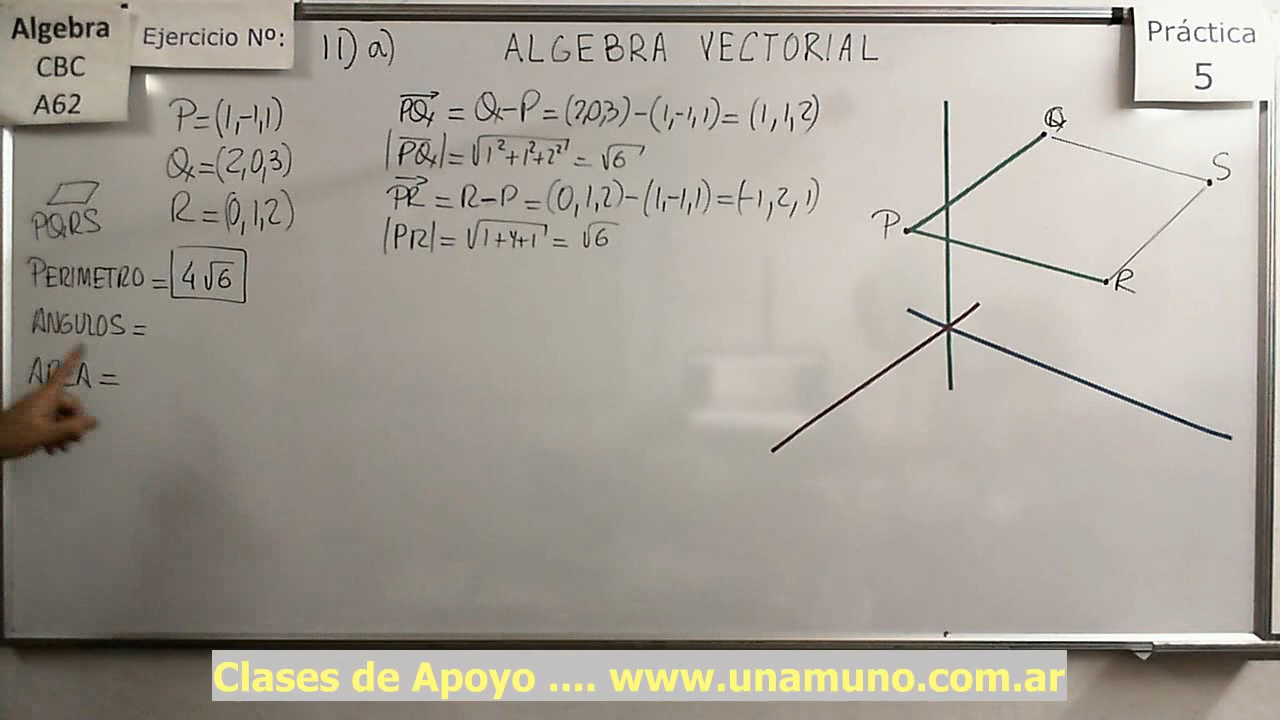 Algebra
CBC
A62
Ejercicio Nº:
11) a)
ALGEBRA VECTORIAL
Práctica
5
P=(1,-1,1)
Q=(2,0,3)
R=(0,1,2)
PQRS
PERIMETRO = 4√6
ANGULOS =
AREA =
PQ = Q-P = (2,0,3)-(1,-1,1) = (1,1,2)
|PQ| = √1²+1²+2² = √6
PR = R-P = (0,1,2)-(1,-1,1) = (-1,2,1)
|PR| = √1+4+1 = √6
Q
S
P
R
Clases de Apoyo .... www.unamuno.com.ar